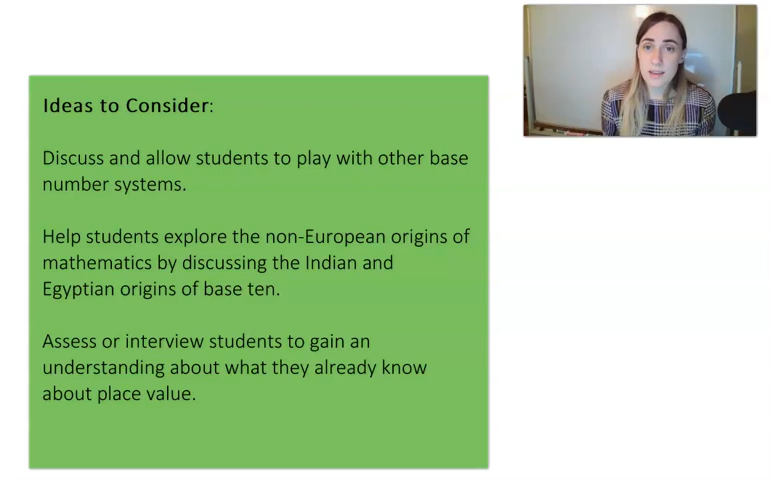 Ideas to Consider:
Discuss and allow students to play with other base
number systems.
Help students explore the non-European origins of
mathematics by discussing the Indian and
Egyptian origins of base ten.
Assess or interview students to gain an
understanding about what they already know
about place value.